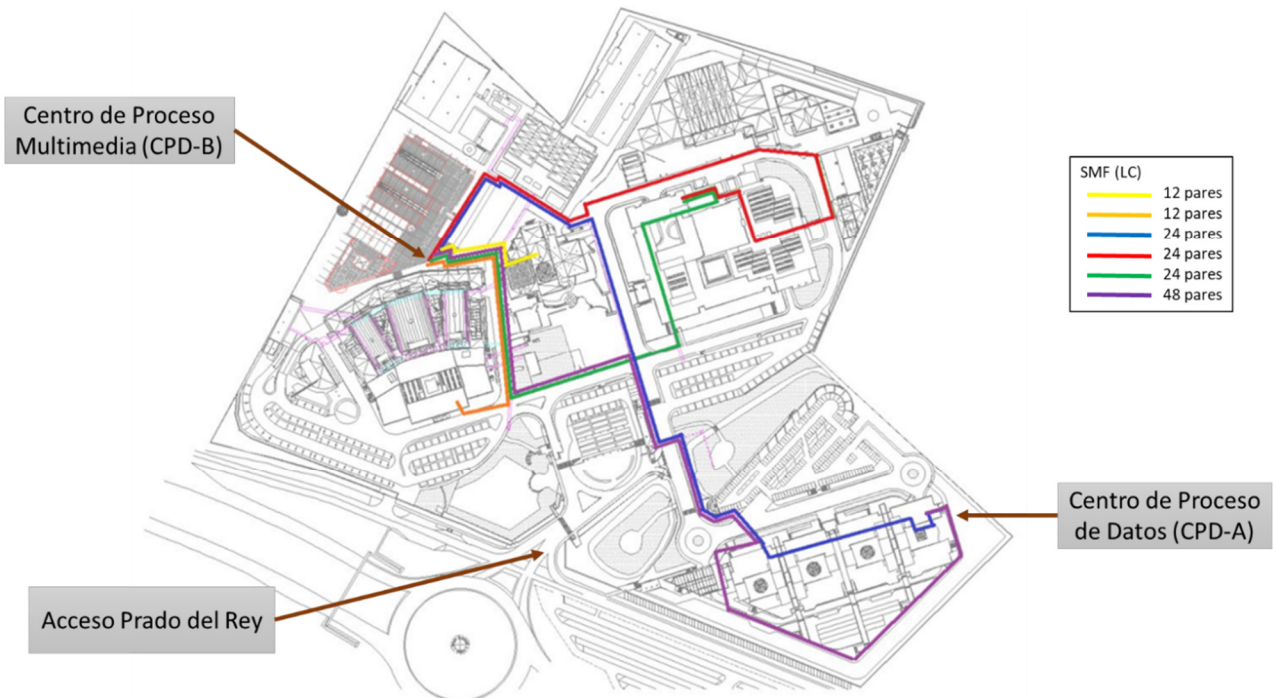 Centro de Proceso
Multimedia (CPD-B)
SMF (LC)
12 pares
12 pares
24 pares
24 pares
24 pares
48 pares
Centro de Proceso
de Datos (CPD-A)
Acceso Prado del Rey